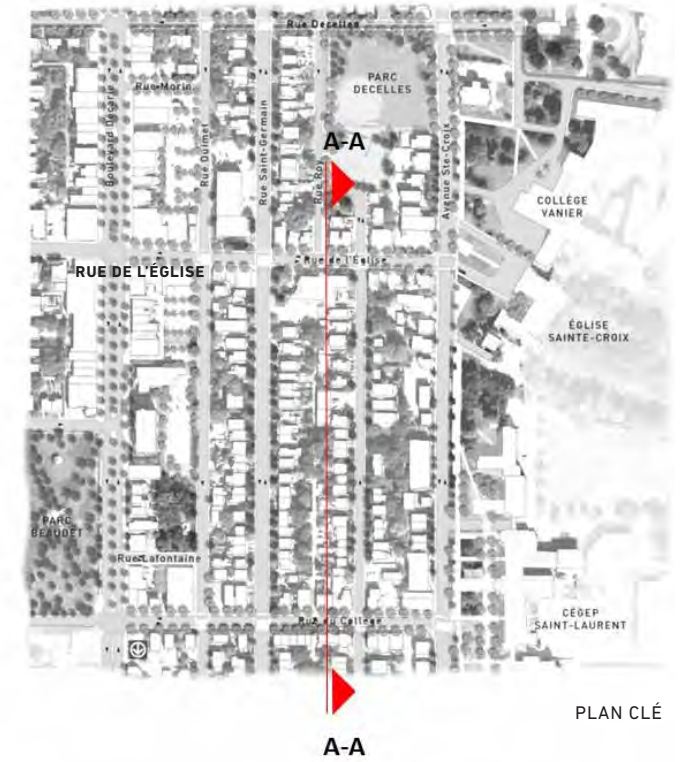 Rue Decelles
PARC
DECELLES
Rue Morin
Boulevard Décarie
Rue Ouimet
Rue Saint-Germain
A-A
Rue Roy
Avenue Ste-Croix
COLLÈGE
VANIER
RUE DE L'ÉGLISE
Rue de l'Église
ÉGLISE
SAINTE-CROIX
PARC
BEAUDET
Rue Lafontaine
Rue du Collège
CÉGEP
SAINT-LAURENT
PLAN CLÉ
A-A